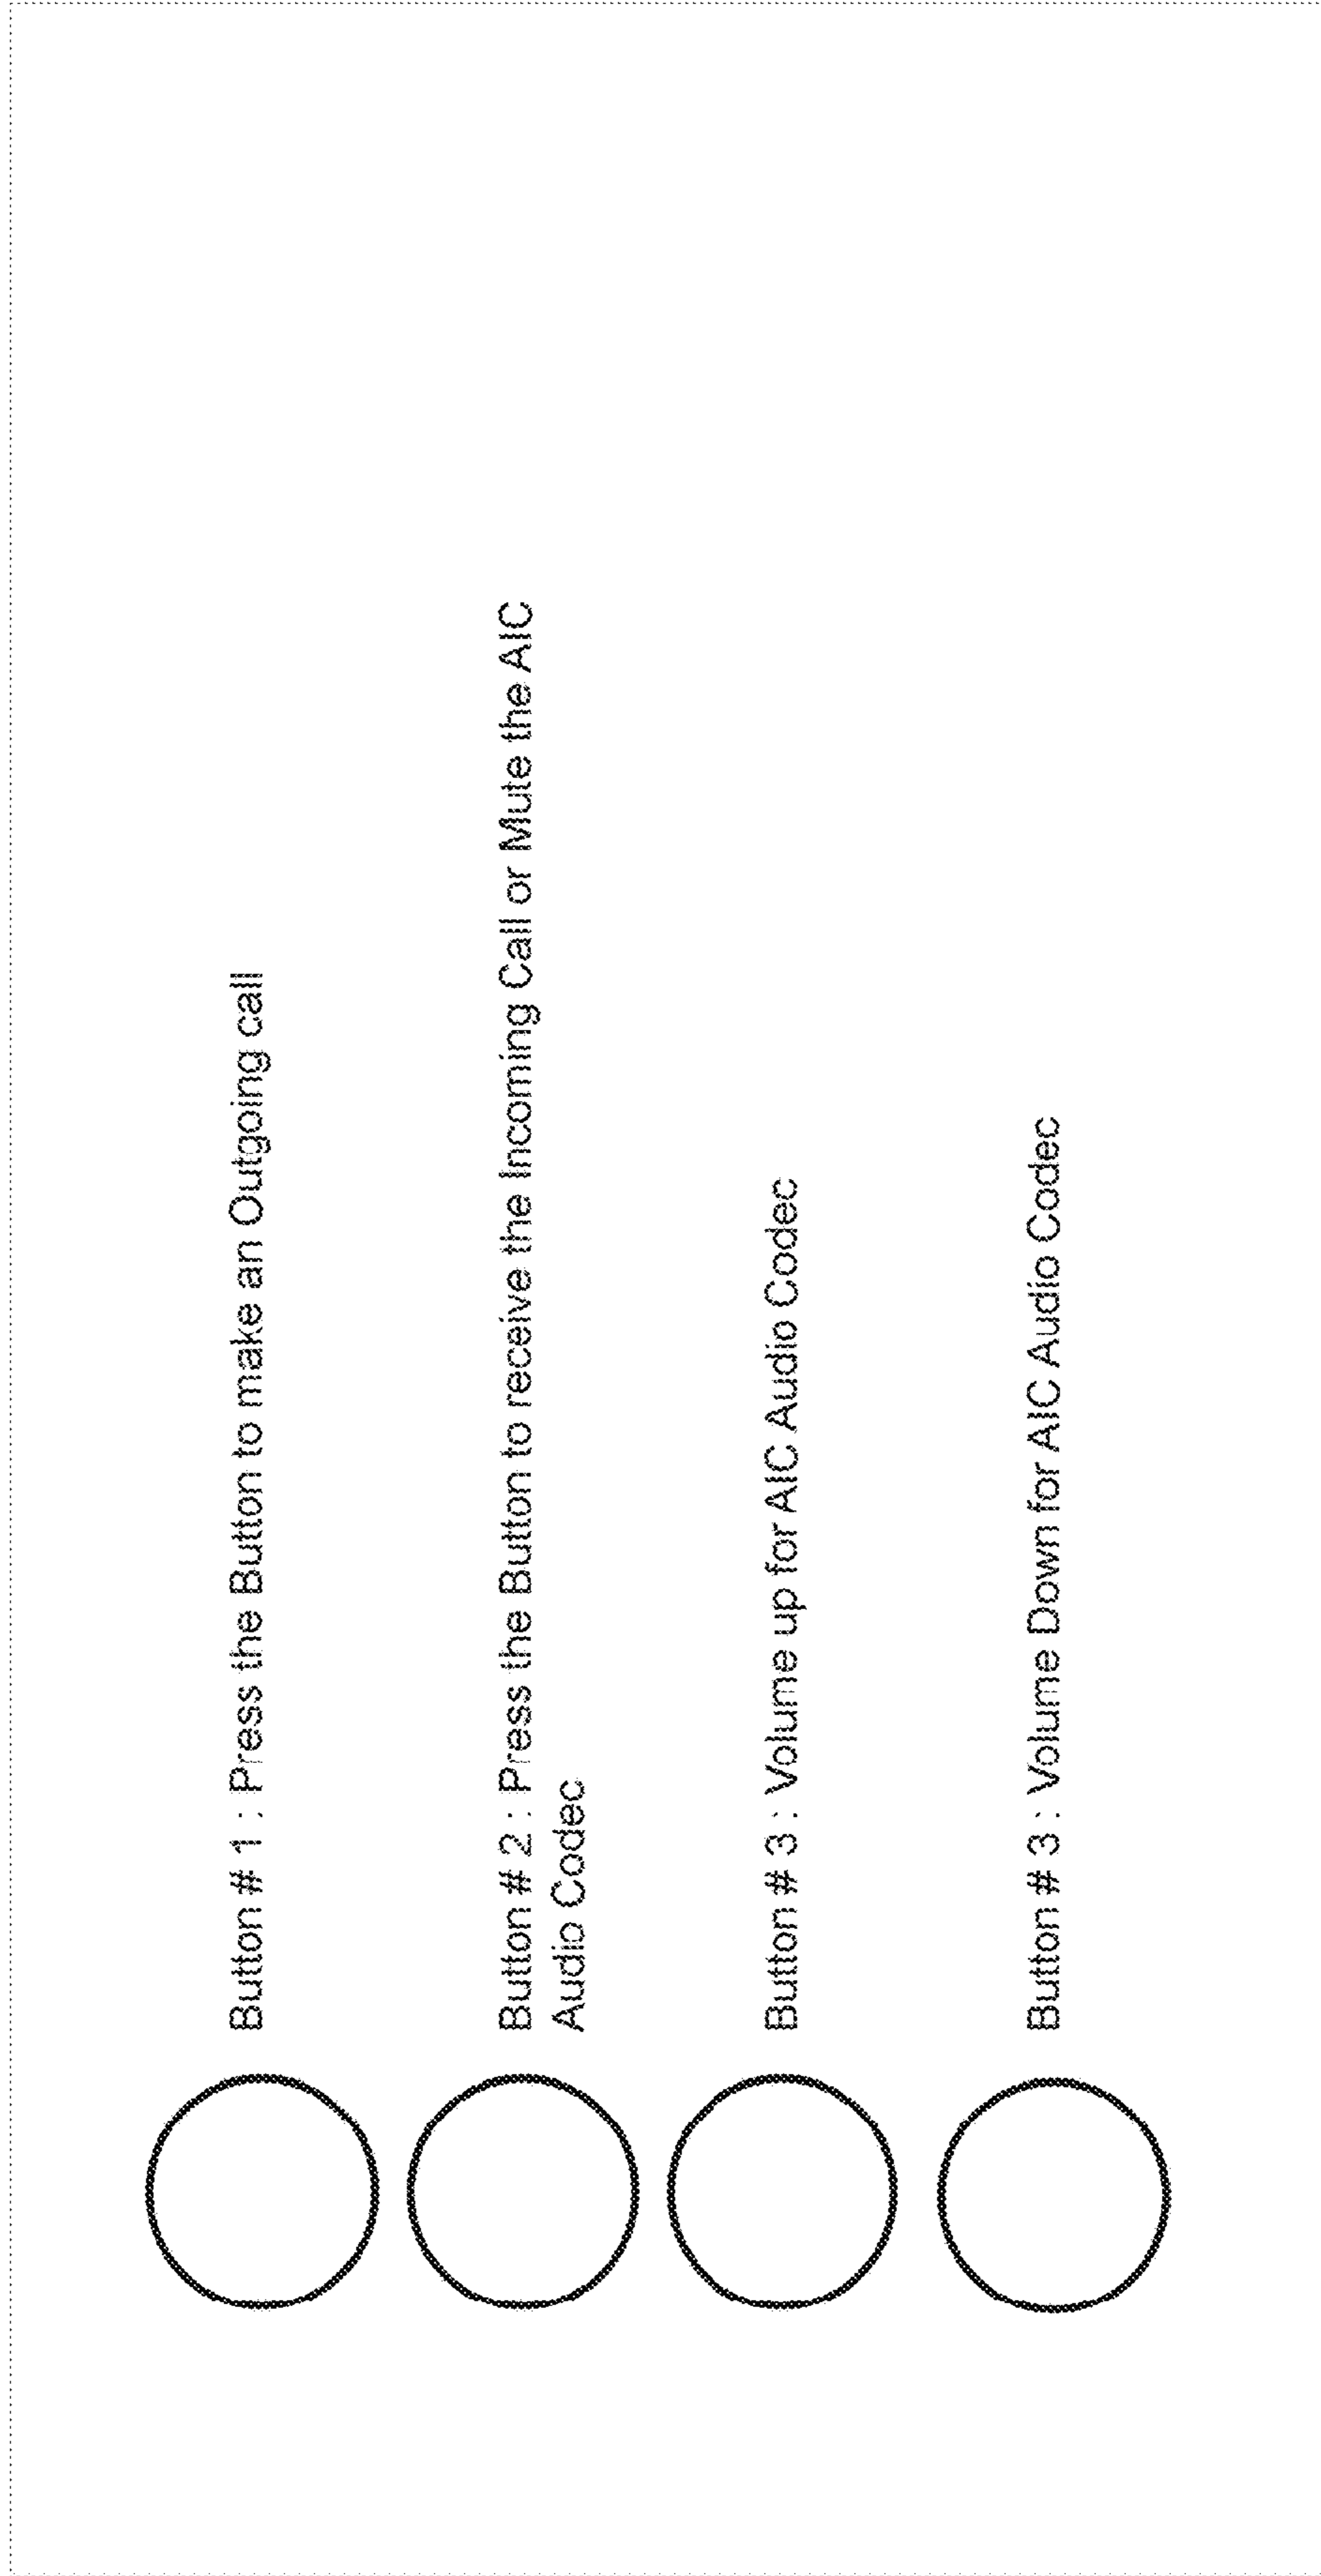 Button # 1 : Press the Button to make an Outgoing call
Button # 2 : Press the Button to receive the Incoming Call or Mute the AIC
Audio Codec
Button # 3 : Volume up for AIC Audio Codec
Button # 3 : Volume Down for AIC Audio Codec